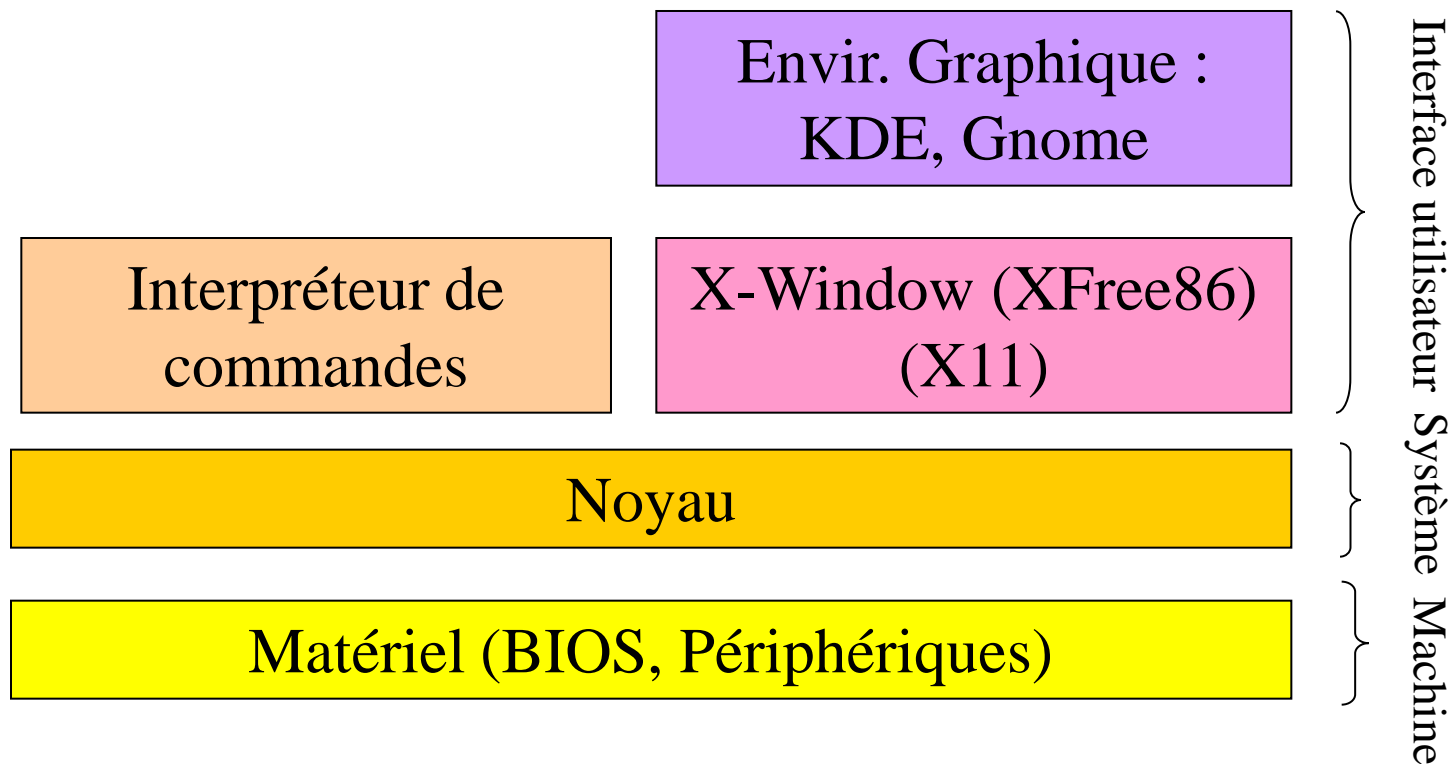 Envir. Graphique :
KDE, Gnome
Interpréteur de
commandes
X-Window (XFree86)
(X11)
Noyau
Matériel (BIOS, Périphériques)
Interface utilisateur
Système
Machine